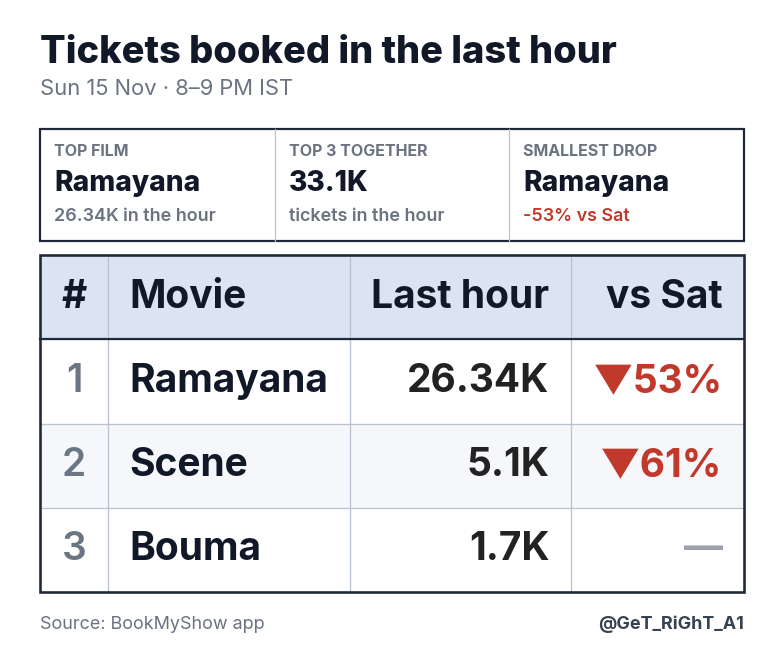 Tickets booked in the last hour
Sun 15 Nov · 8–9 PM IST
TOP FILM
Ramayana
26.34K in the hour
TOP 3 TOGETHER
33.1K
tickets in the hour
SMALLEST DROP
Ramayana
-53% vs Sat
# Movie Last hour vs Sat
1 Ramayana 26.34K ▼53%
2 Scene 5.1K ▼61%
3 Bouma 1.7K —
Source: BookMyShow app @GeT_RiGhT_A1